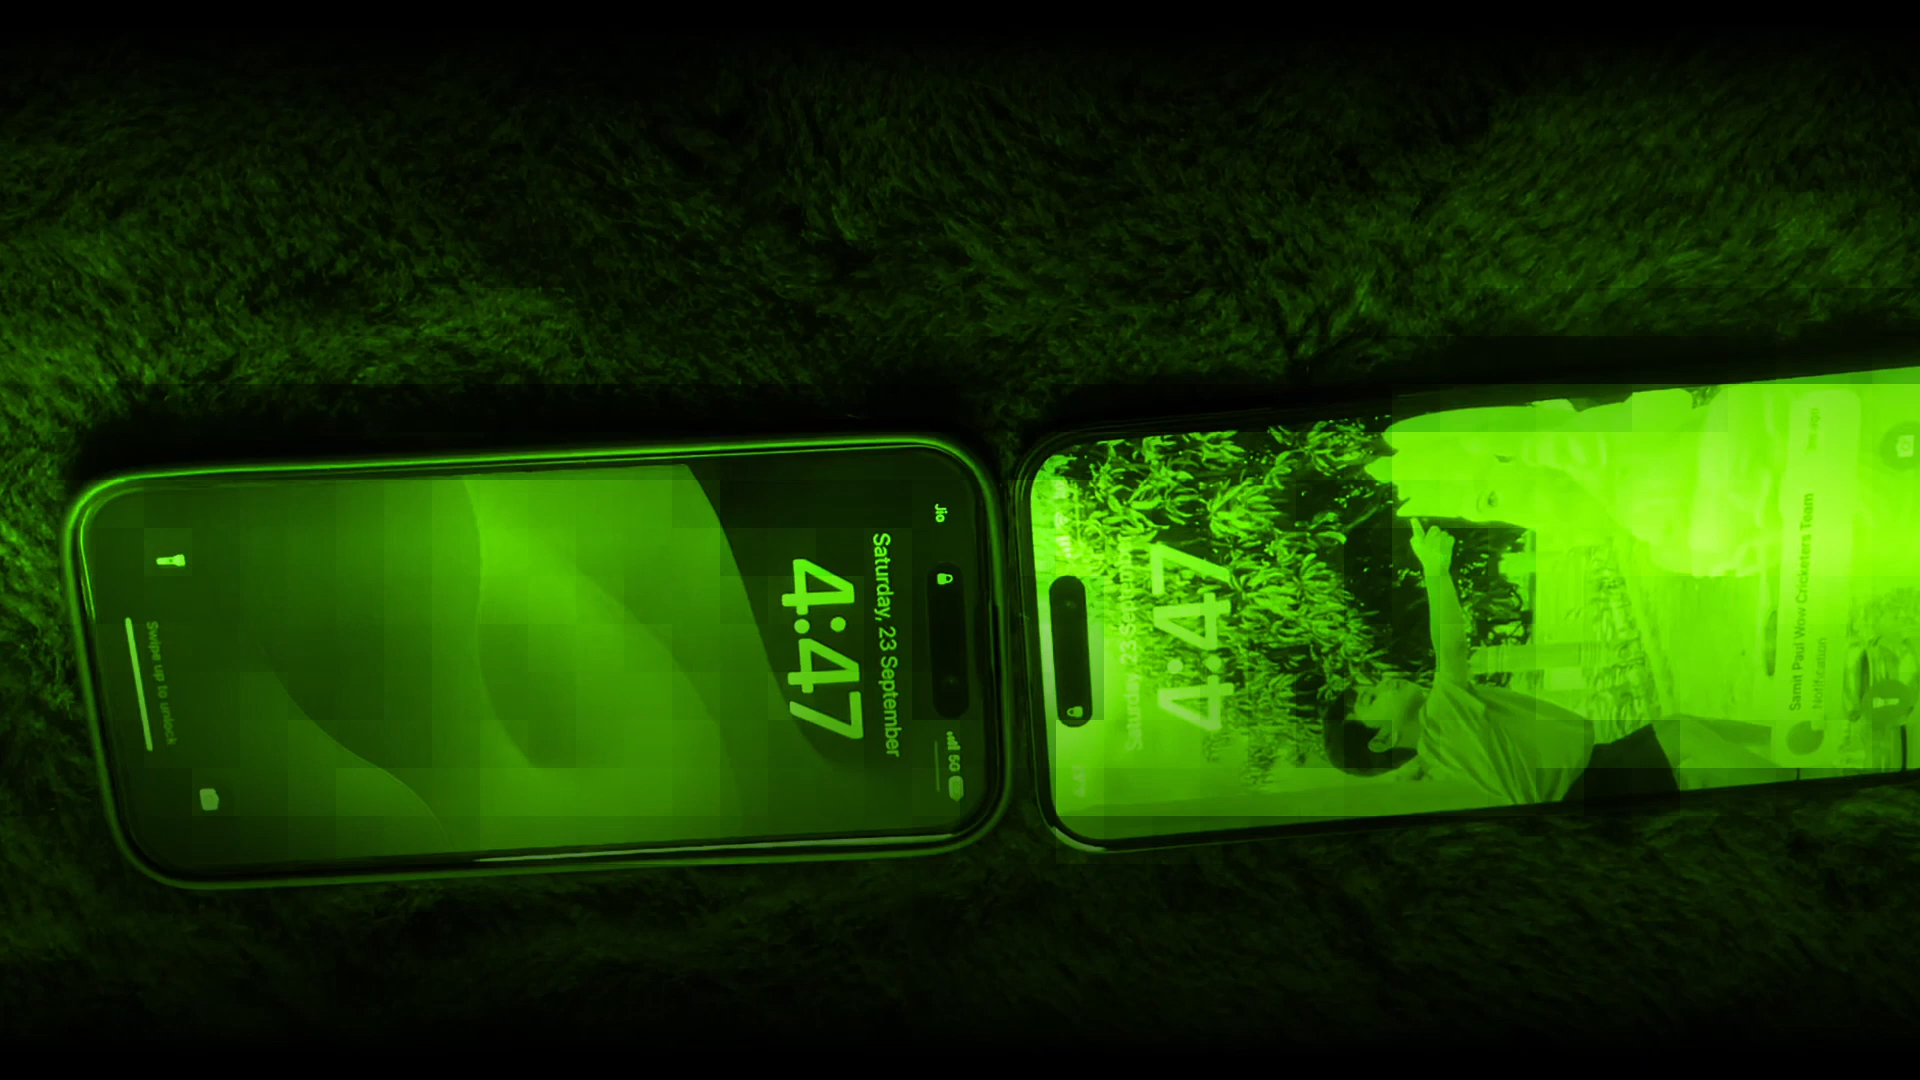 Jio
5G
Saturday, 23 September
4:47
Swipe up to unlock
Saturday, 23 September
4:47
Samit Paul Wow Cricketers Team
Notification